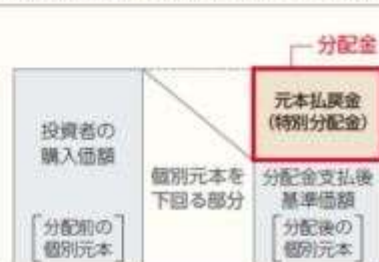 分配金
投資者の
購入価額
[分配前の
個別元本]
個別元本を
下回る部分
元本払戻金
(特別分配金)
分配金支払後
基準価額
[分配後の
個別元本]